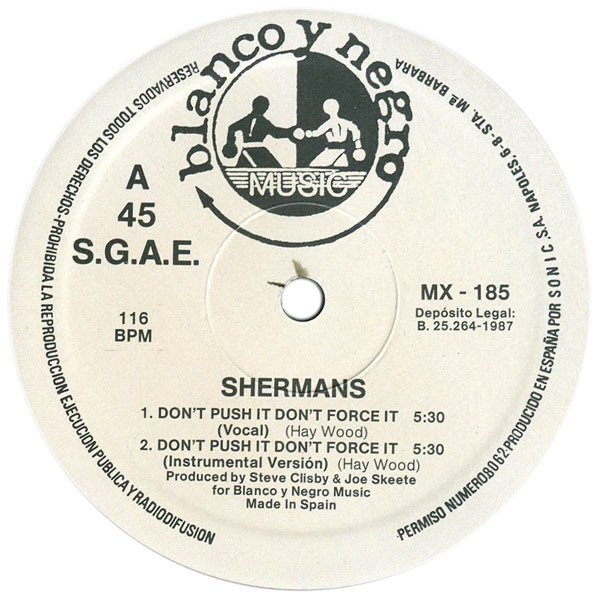 blanco y negro
MUSIC
A
45
S.G.A.E.
116
BPM
MX - 185
Depósito Legal:
B. 25.264-1987
SHERMANS
1. DON'T PUSH IT DON'T FORCE IT 5:30
(Vocal) (Hay Wood)
2. DON'T PUSH IT DON'T FORCE IT 5:30
(Instrumental Versión) (Hay Wood)
Produced by Steve Clisby & Joe Skeete
for Blanco y Negro Music
Made In Spain
RESERVADOS TODOS LOS DERECHOS-PROHIBIDA LA REPRODUCCION EJECUCION PUBLICA Y RADIODIFUSION
PERMISO NUMERO8062-PRODUCIDO EN ESPAÑA POR SONIC, S.A. NAPOLES, 6-8-STA. Mª BARBARA